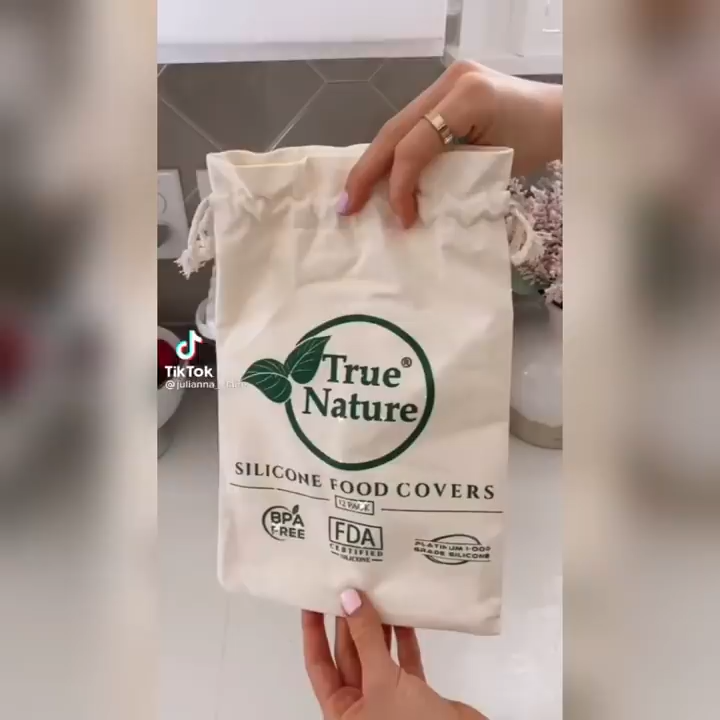 TikTok
True®
Nature
SILICONE FOOD COVERS
12 PACK
BPA
FREE
FDA
CERTIFIED
PLATINUM FOOD
GRADE SILICONE